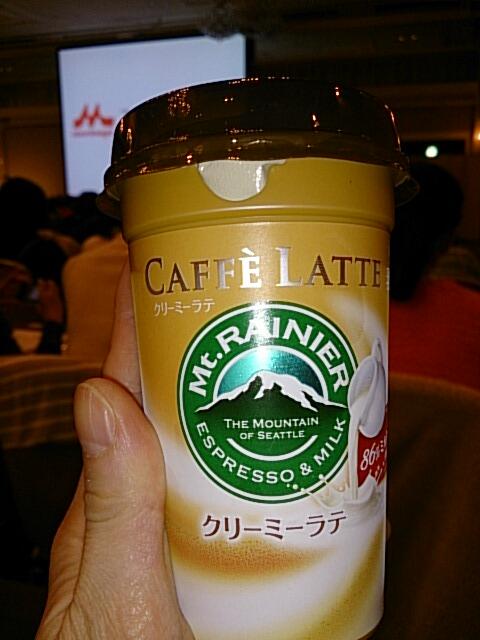 CAFFÈ LATTE
クリーミーラテ
Mt. RAINIER
THE MOUNTAIN
OF SEATTLE
ESPRESSO & MILK
86%
クリーミーラテ